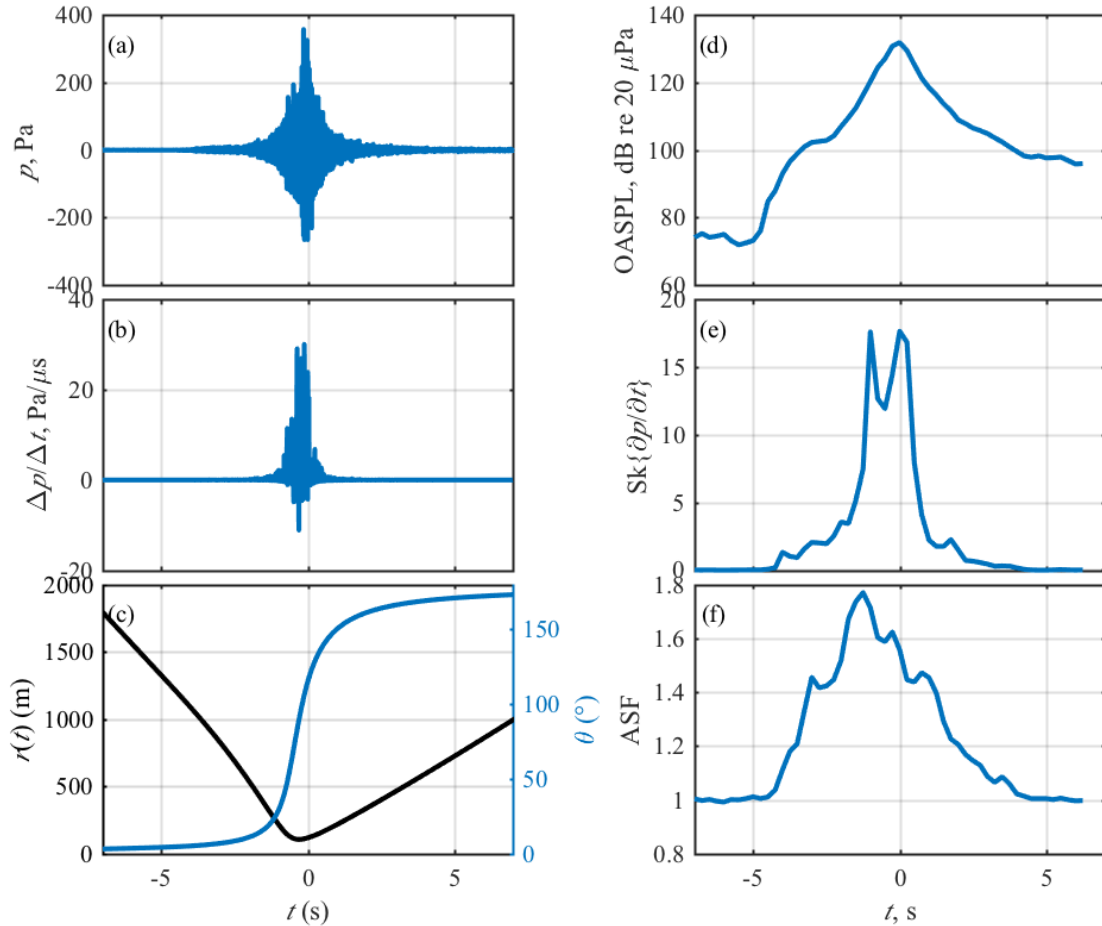 (a)
400
200
0
-200
-400
p, Pa
(b)
40
20
0
-20
Δp/Δt, Pa/μs
(c)
2000
1500
1000
500
0
r(t) (m)
150
100
50
0
θ (°)
-5 0 5
t (s)
(d)
140
120
100
80
60
OASPL, dB re 20 μPa
(e)
20
15
10
5
0
Sk{∂p/∂t}
(f)
1.8
1.6
1.4
1.2
1
0.8
ASF
-5 0 5
t, s